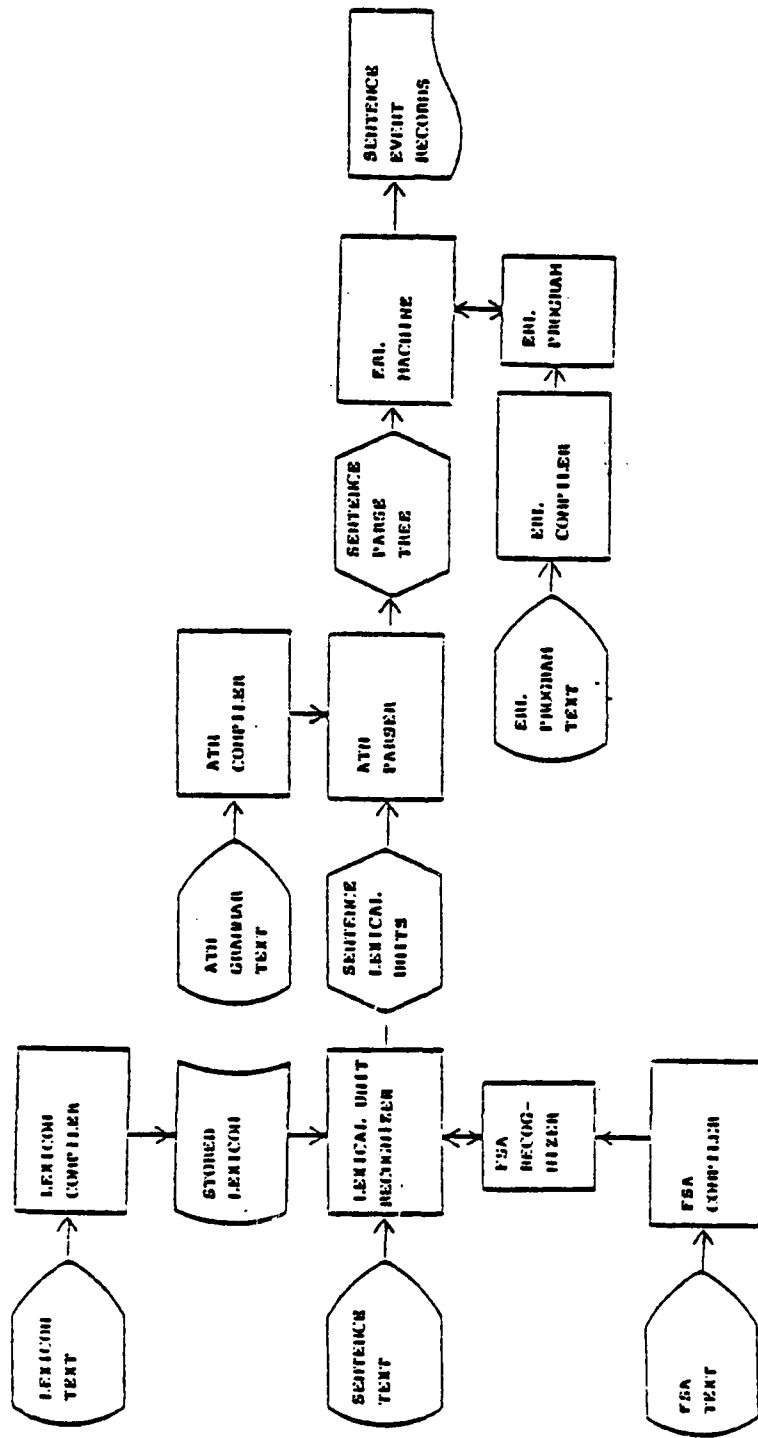 LEXICON
TEXT
LEXICON
COMPILER
STORED
LEXICON
SENTENCE
TEXT
LEXICAL UNIT
RECOGNIZER
FSA
RECOG-
NIZER
FSA
TEXT
FSA
COMPILER
ATN
GRAMMAR
TEXT
ATN
COMPILER
SENTENCE
LEXICAL
UNITS
ATN
PARSER
SENTENCE
PARSE
TREE
ERL
MACHINE
SENTENCE
EVENT
RECORDS
ERL
PROGRAM
TEXT
ERL
COMPILER
ERL
PROGRAM